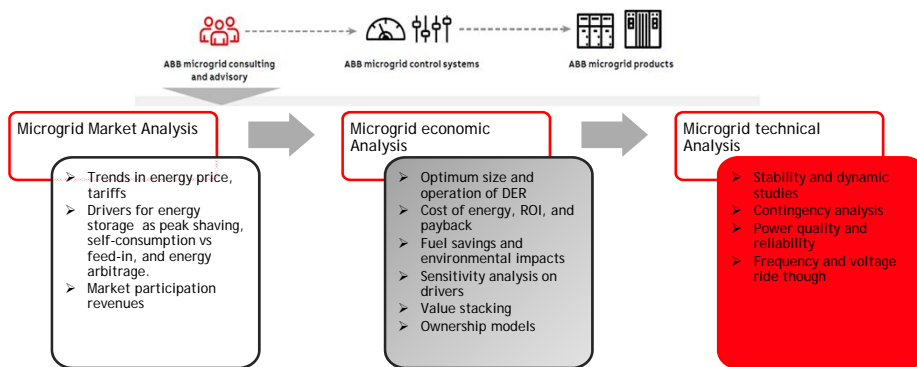 ABB microgrid consulting
and advisory
ABB microgrid control systems
ABB microgrid products
Microgrid Market Analysis
➢ Trends in energy price,
tariffs
➢ Drivers for energy
storage as peak shaving,
self-consumption vs
feed-in, and energy
arbitrage.
➢ Market participation
revenues
Microgrid economic
Analysis
➢ Optimum size and
operation of DER
➢ Cost of energy, ROI, and
payback
➢ Fuel savings and
environmental impacts
➢ Sensitivity analysis on
drivers
➢ Value stacking
➢ Ownership models
Microgrid technical
Analysis
➢ Stability and dynamic
studies
➢ Contingency analysis
➢ Power quality and
reliability
➢ Frequency and voltage
ride though